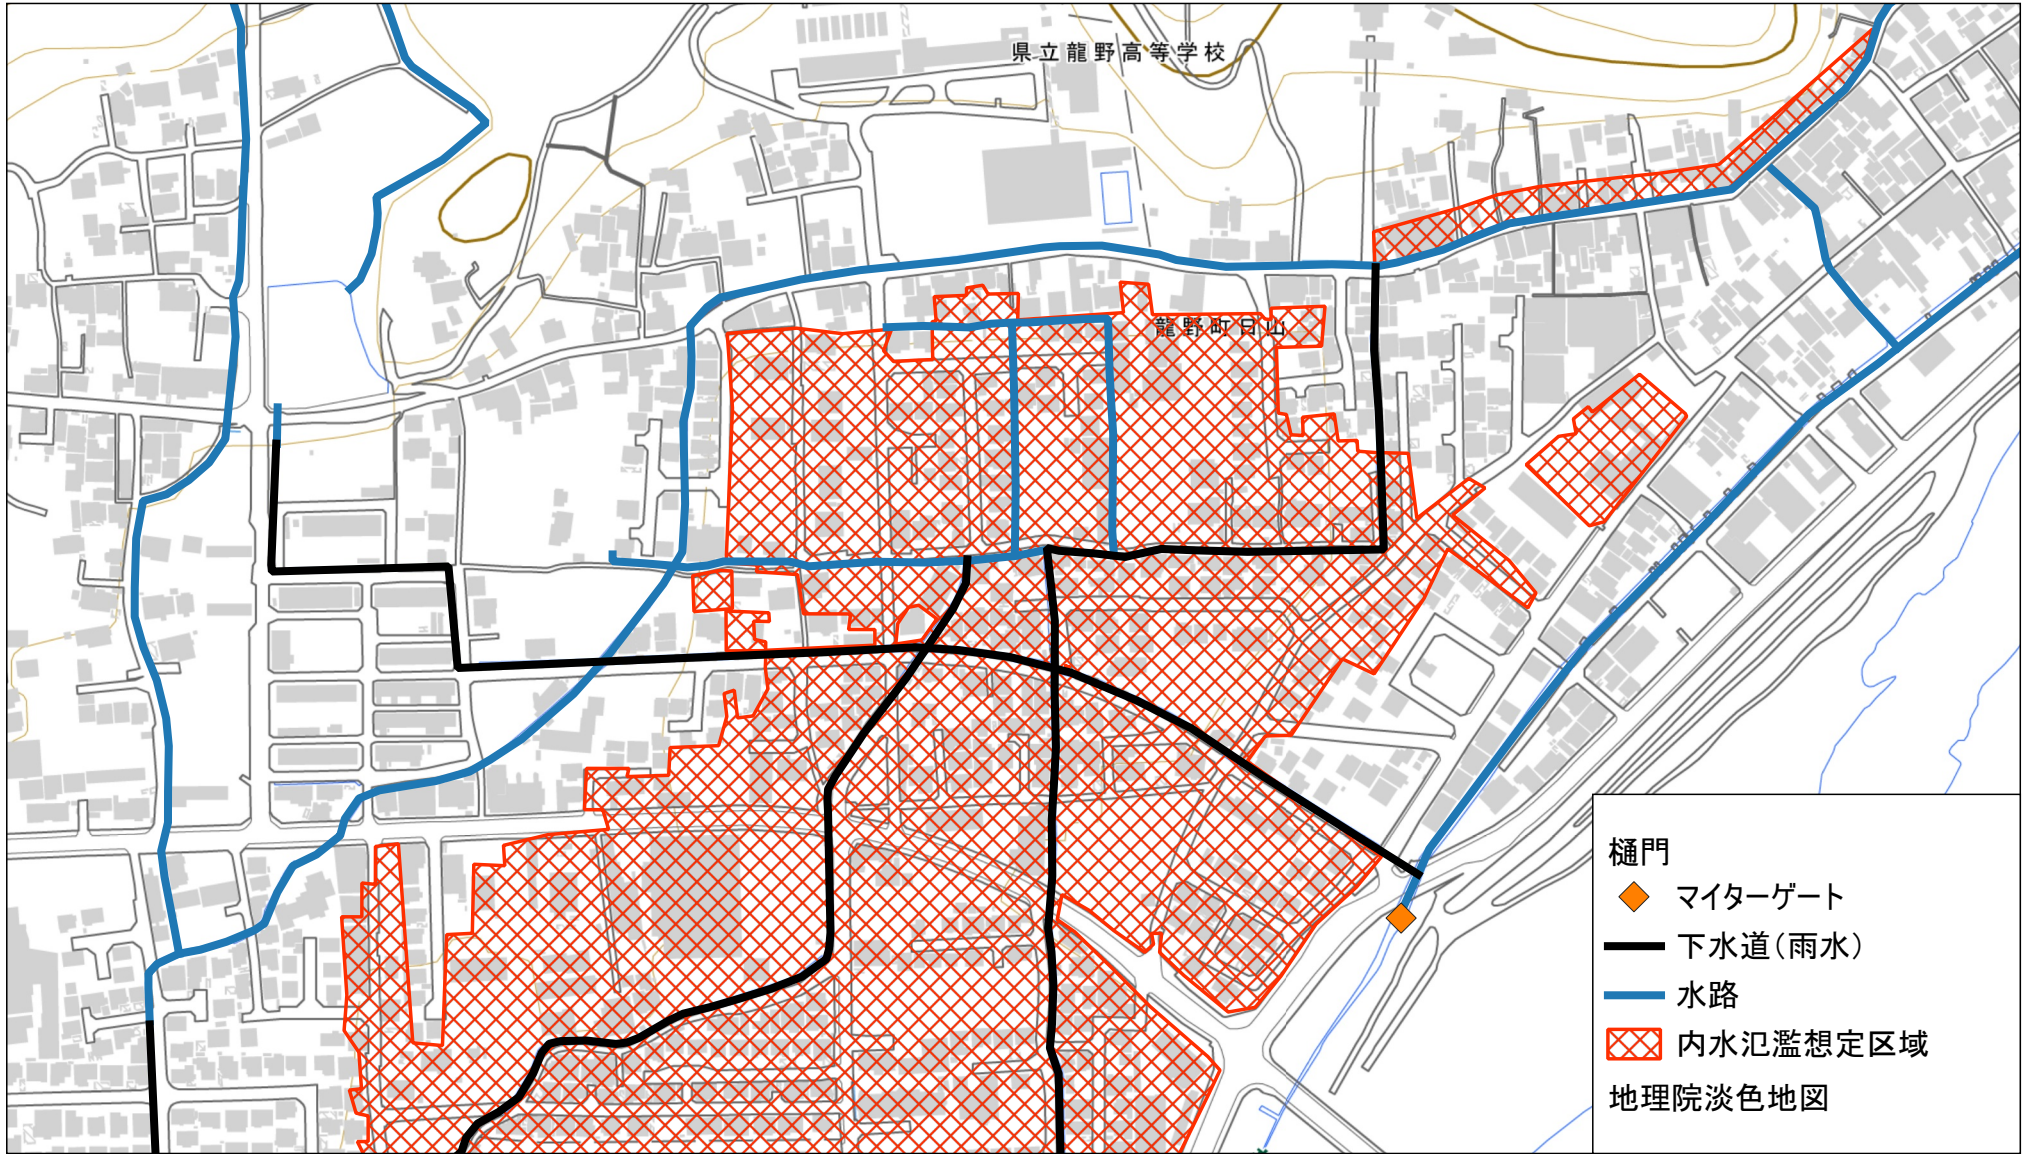 県立龍野高等学校
龍野町日山
樋門
マイターゲート
下水道(雨水)
水路
内水氾濫想定区域
地理院淡色地図